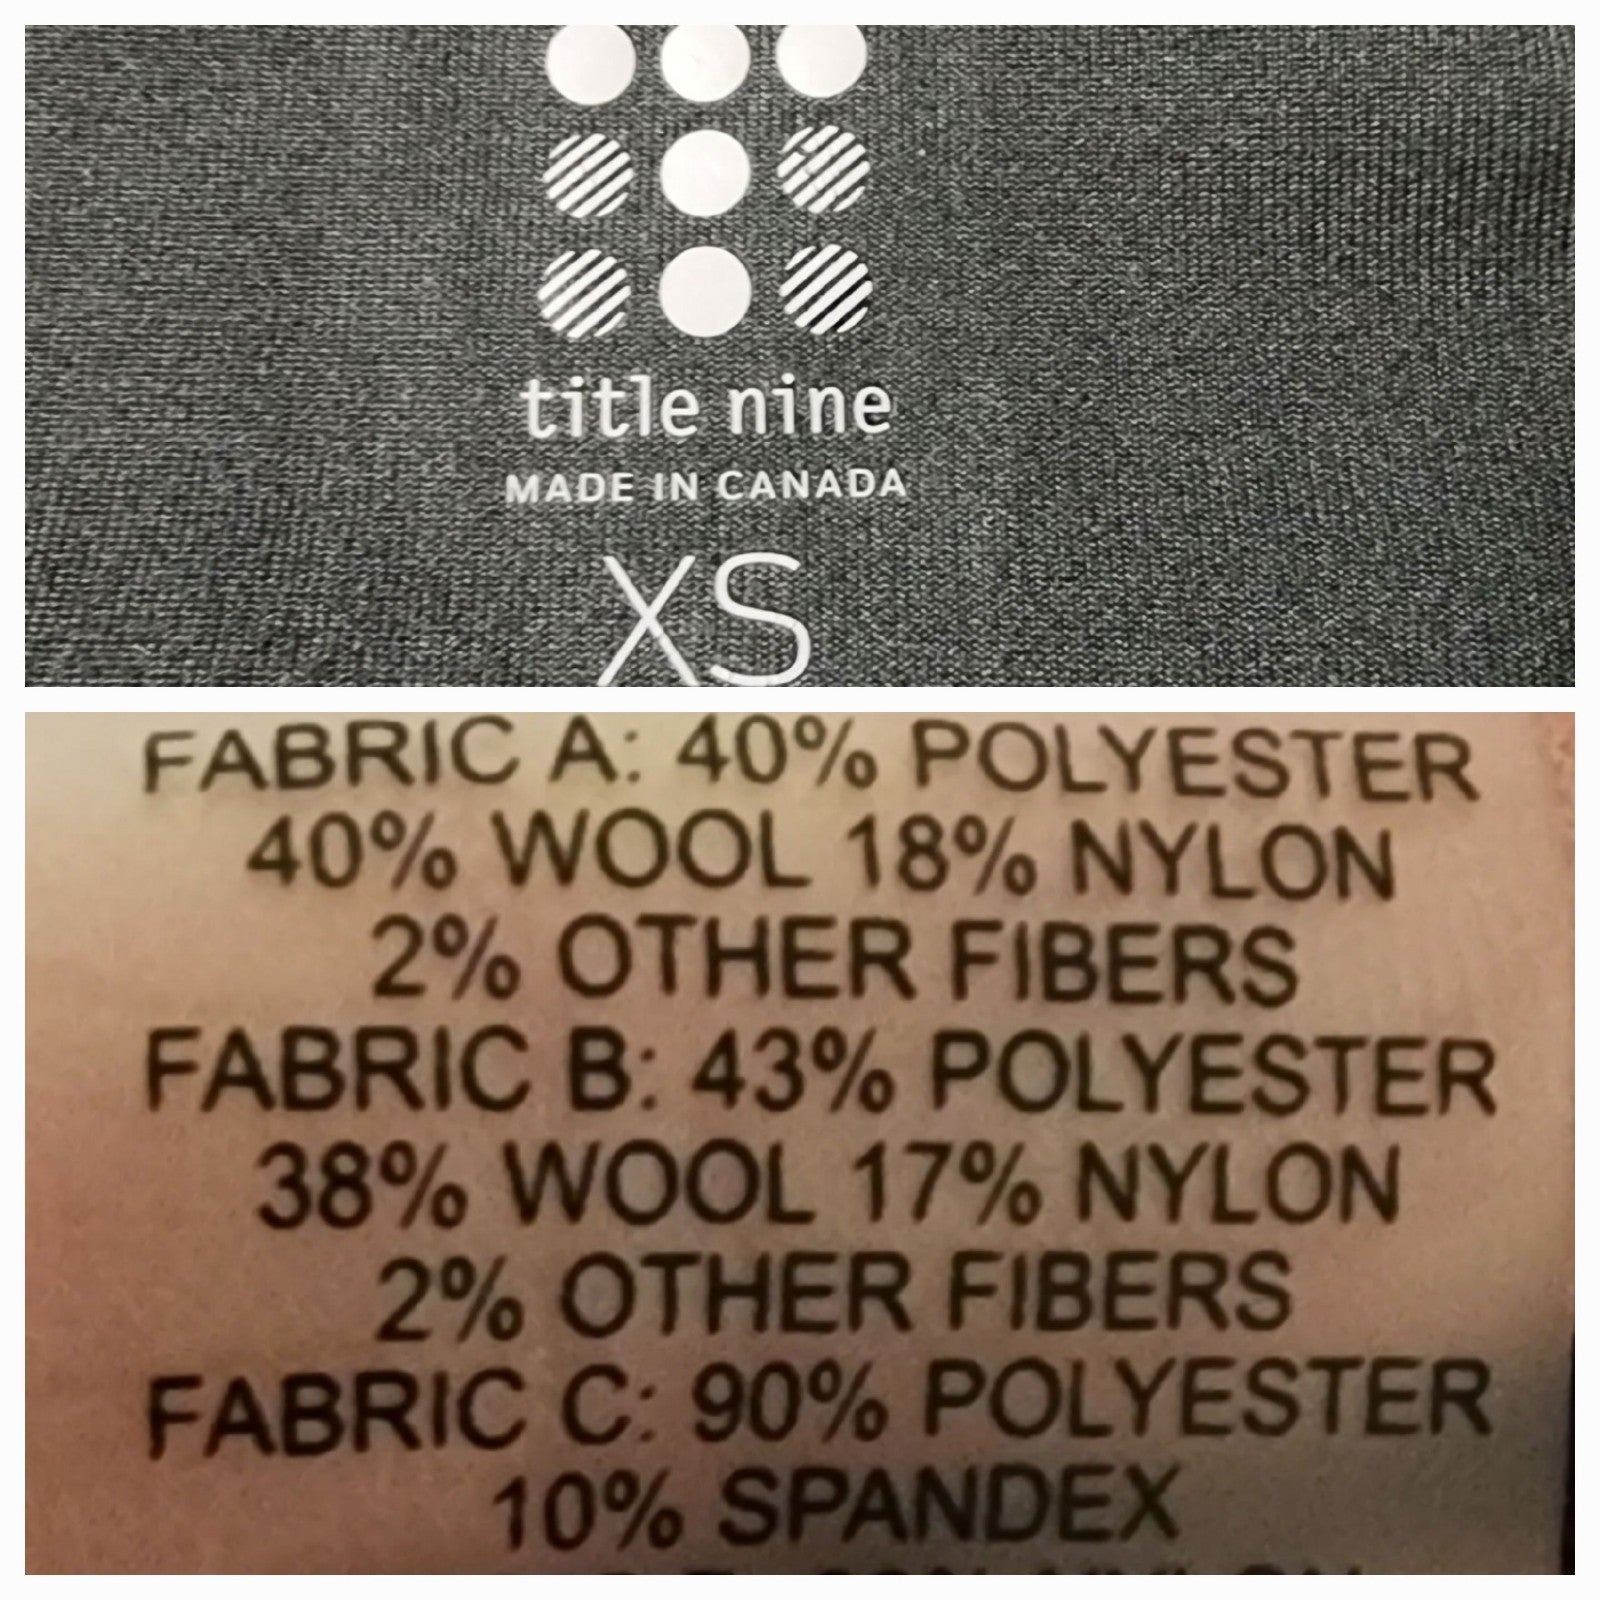 title nine
MADE IN CANADA
XS
FABRIC A: 40% POLYESTER
40% WOOL 18% NYLON
2% OTHER FIBERS
FABRIC B: 43% POLYESTER
38% WOOL 17% NYLON
2% OTHER FIBERS
FABRIC C: 90% POLYESTER
10% SPANDEX